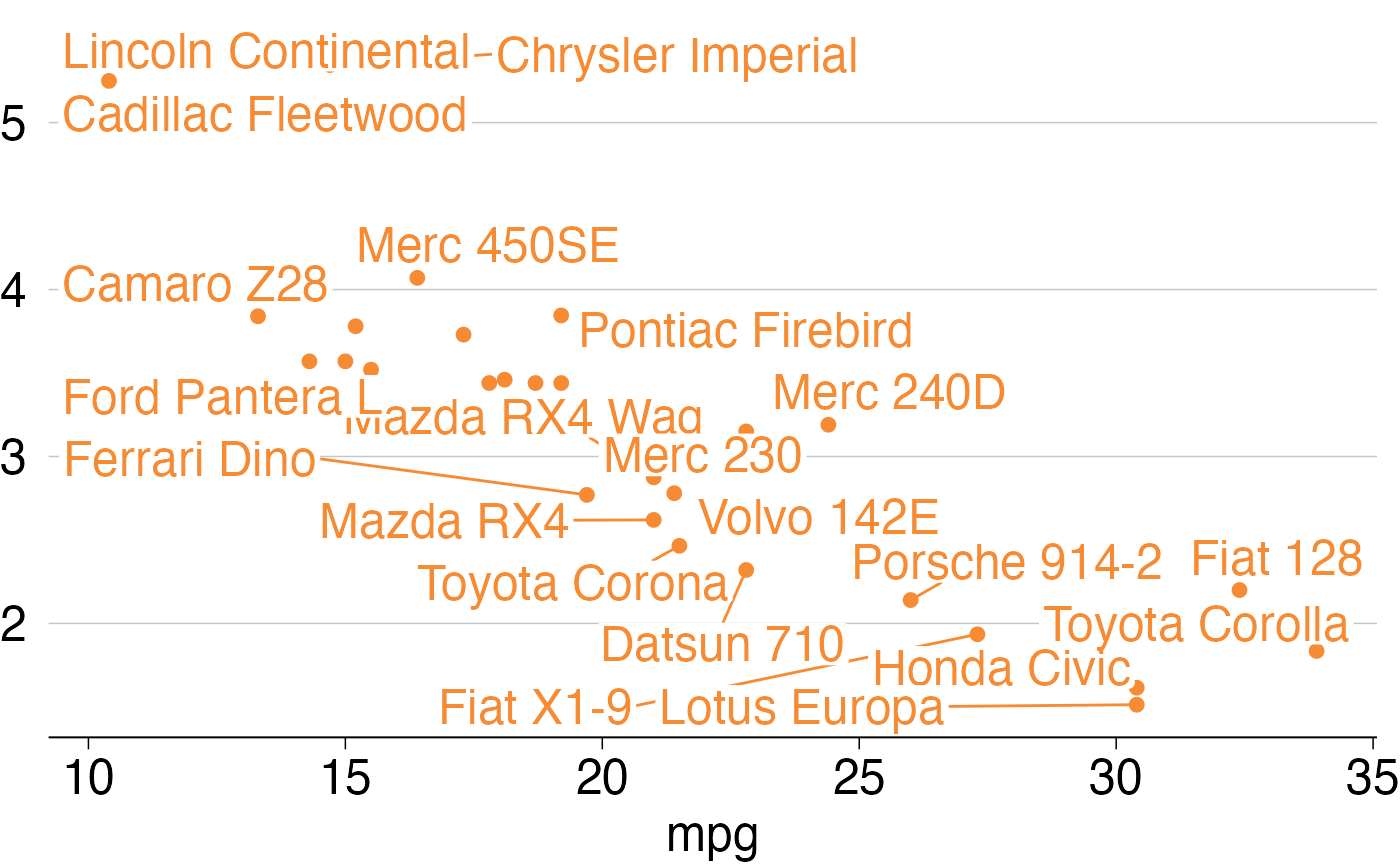 Lincoln Continental
Chrysler Imperial
Cadillac Fleetwood
5
Merc 450SE
Camaro Z28
4
Pontiac Firebird
Merc 240D
Ford Pantera L
Mazda RX4 Wag
Merc 230
3
Ferrari Dino
Mazda RX4
Volvo 142E
Porsche 914-2
Fiat 128
Toyota Corona
2
Toyota Corolla
Datsun 710
Honda Civic
Fiat X1-9
Lotus Europa
10 15 20 25 30 35
mpg